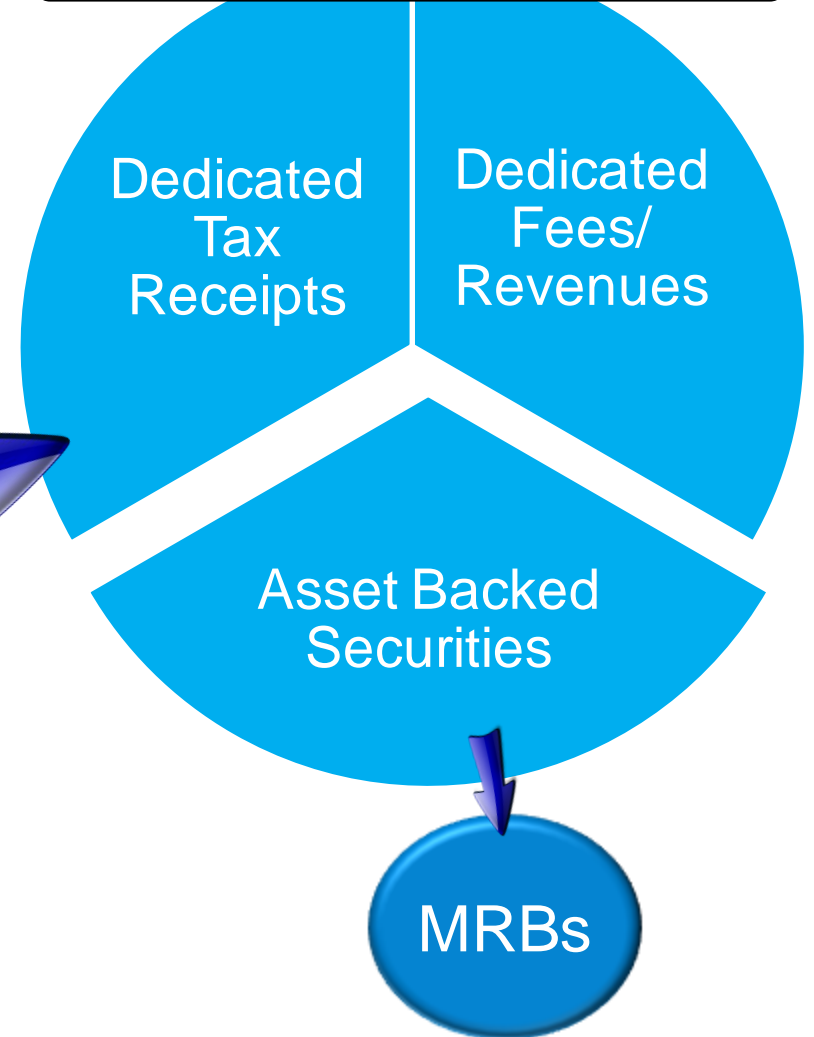 Dedicated
Tax
Receipts
Dedicated
Fees/
Revenues
Asset Backed
Securities
MRBs